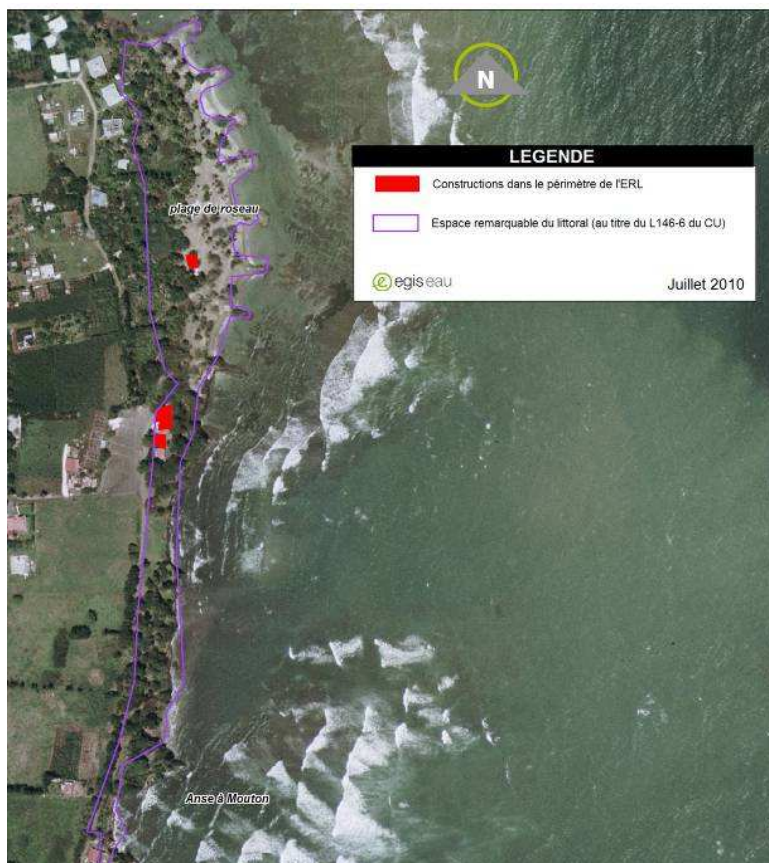 N
LEGENDE
Constructions dans le périmètre de l'ERL
Espace remarquable du littoral (au titre du L146-6 du CU)
egis eau
Juillet 2010
plage de roseau
Anse à Mouton